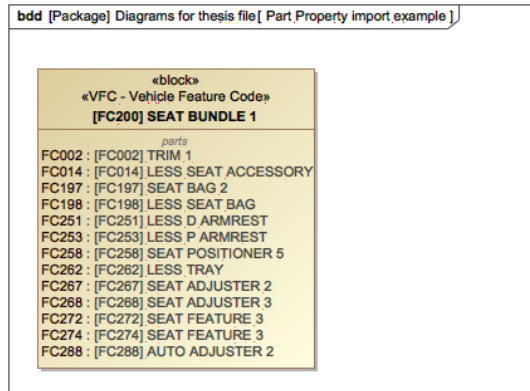 bdd [Package] Diagrams for thesis file[ Part Property import example ]
«block»
«VFC - Vehicle Feature Code»
[FC200] SEAT BUNDLE 1
parts
FC002 : [FC002] TRIM 1
FC014 : [FC014] LESS SEAT ACCESSORY
FC197 : [FC197] SEAT BAG 2
FC198 : [FC198] LESS SEAT BAG
FC251 : [FC251] LESS D ARMREST
FC253 : [FC253] LESS P ARMREST
FC258 : [FC258] SEAT POSITIONER 5
FC262 : [FC262] LESS TRAY
FC267 : [FC267] SEAT ADJUSTER 2
FC268 : [FC268] SEAT ADJUSTER 3
FC272 : [FC272] SEAT FEATURE 3
FC274 : [FC274] SEAT FEATURE 3
FC288 : [FC288] AUTO ADJUSTER 2